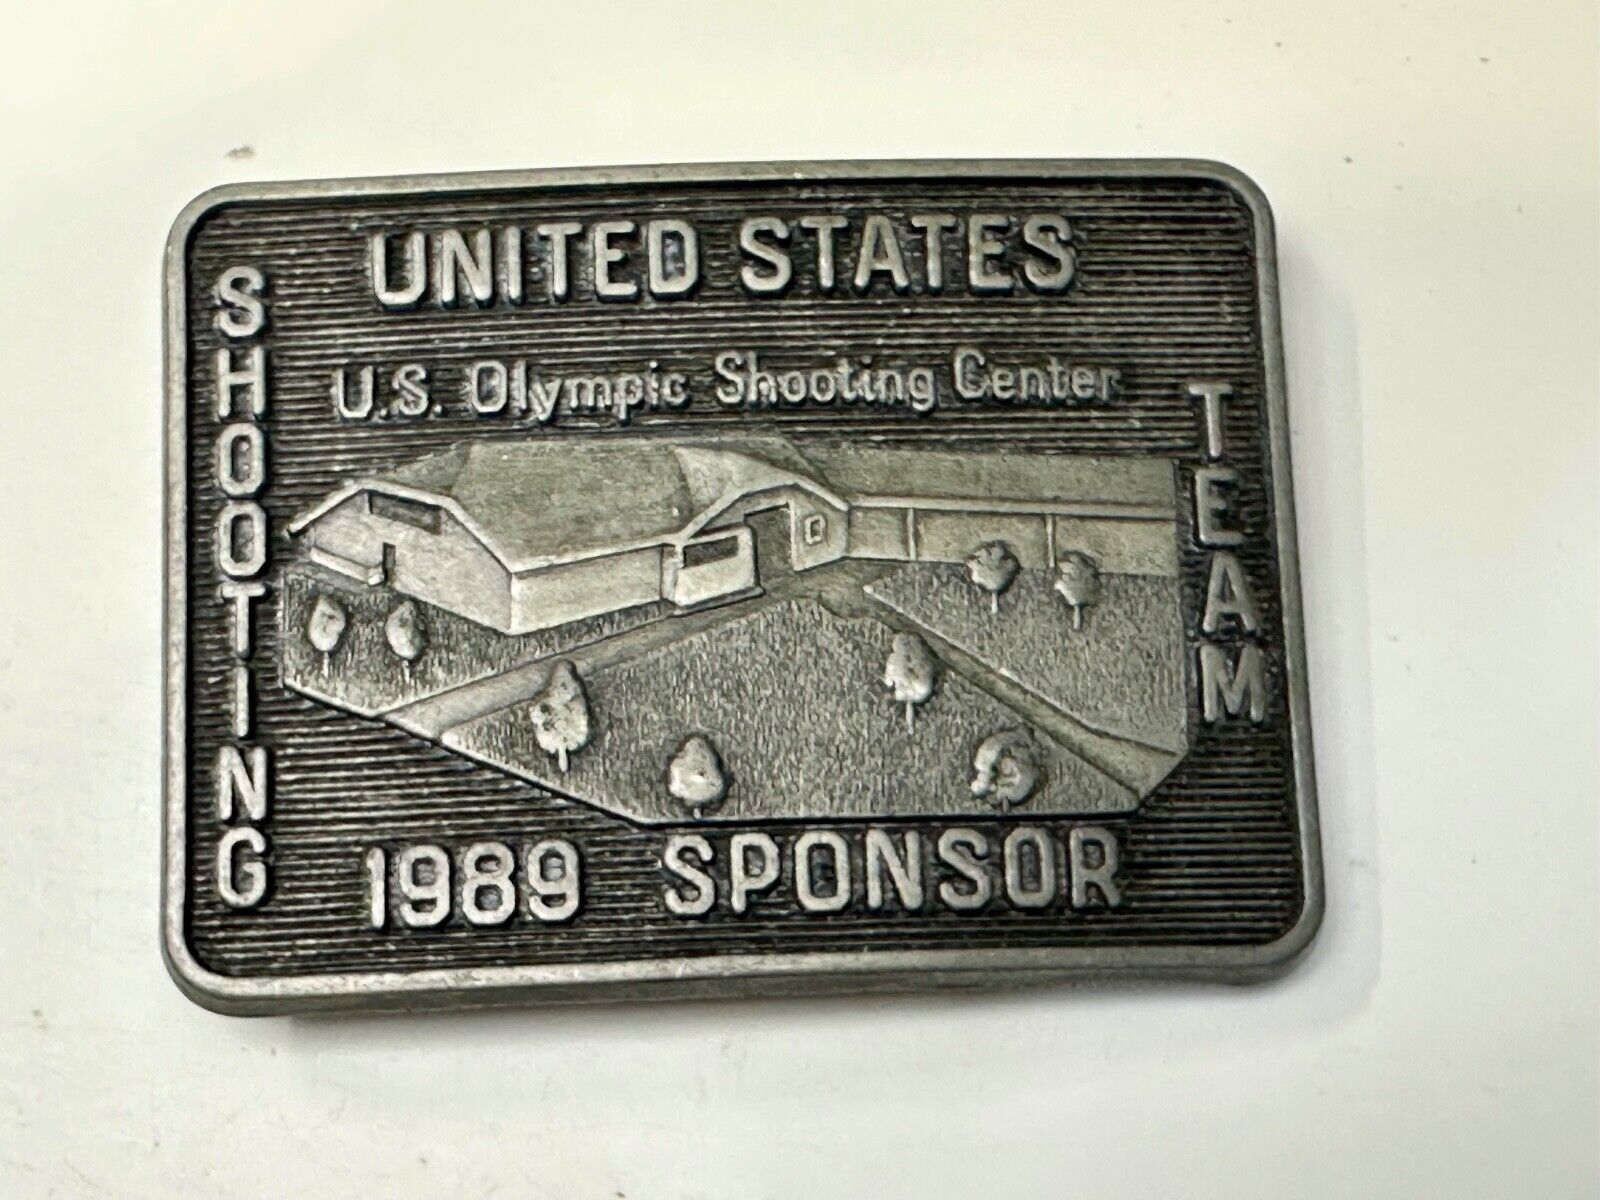 UNITED STATES
SHOOTING
TEAM
U.S. Olympic Shooting Center
1989 SPONSOR